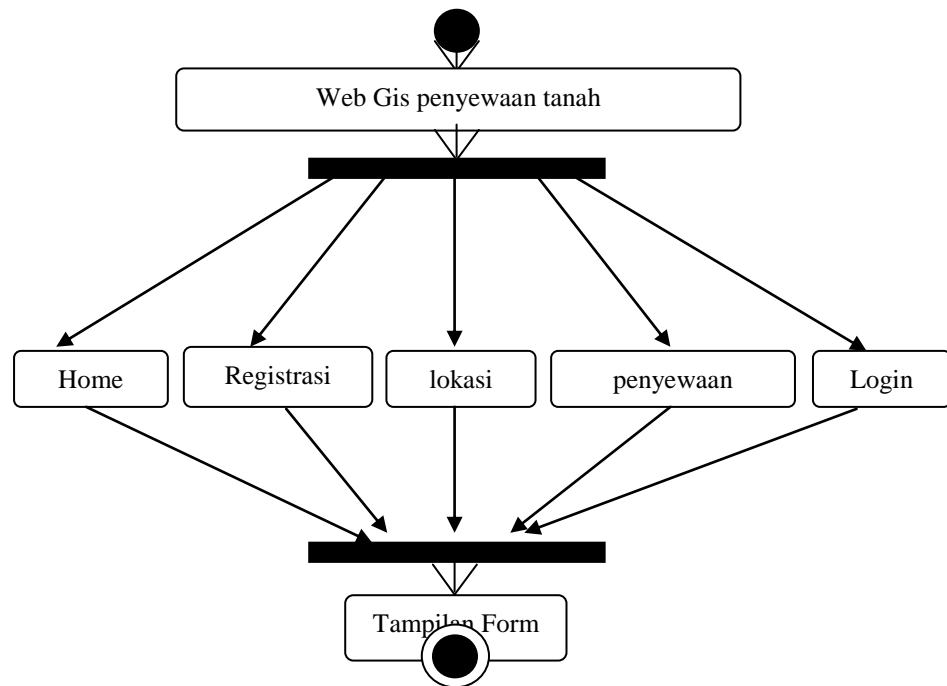 Web Gis penyewaan tanah
Home
Registrasi
lokasi
penyewaan
Login
Tampilan Form